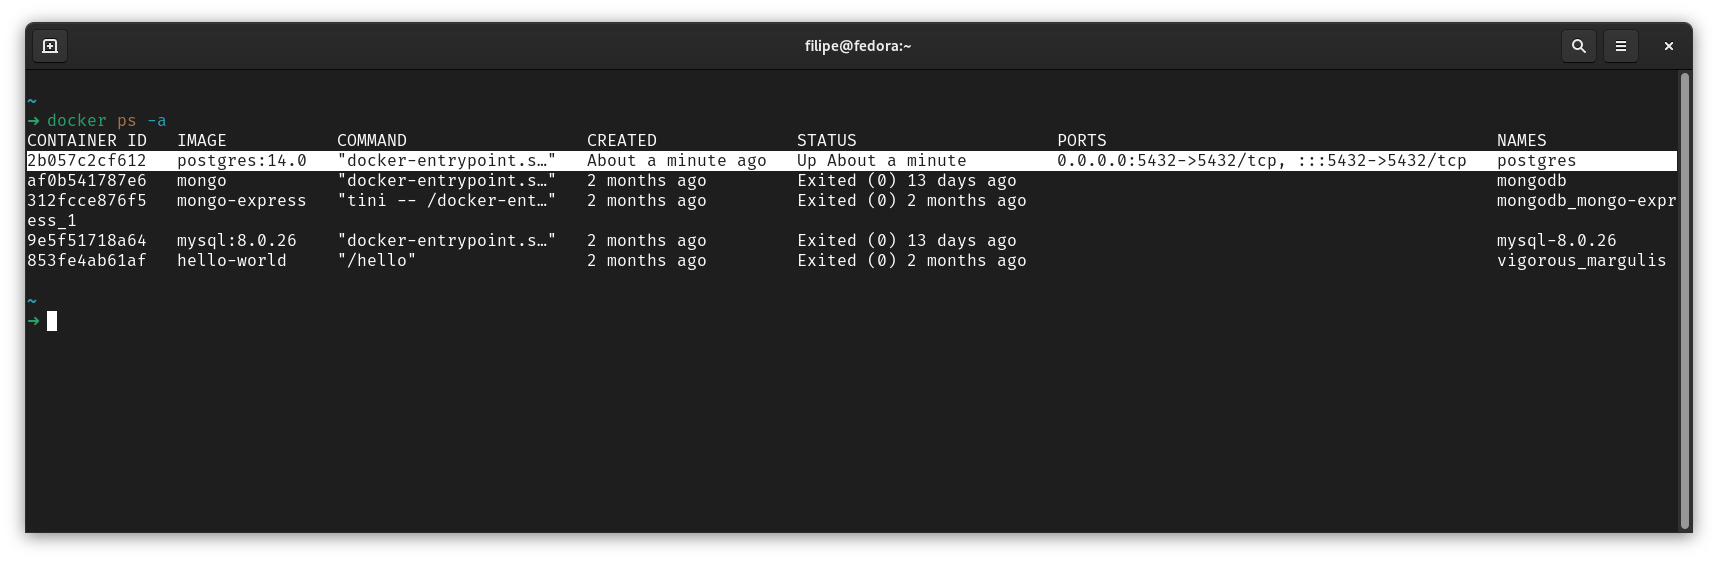 filipe@fedora:~
~
→ docker ps -a
CONTAINER ID   IMAGE           COMMAND                  CREATED              STATUS                    PORTS                                       NAMES
2b057c2cf612   postgres:14.0   "docker-entrypoint.s…"   About a minute ago   Up About a minute         0.0.0.0:5432->5432/tcp, :::5432->5432/tcp   postgres
af0b541787e6   mongo           "docker-entrypoint.s…"   2 months ago         Exited (0) 13 days ago                                                mongodb
312fcce876f5   mongo-express   "tini -- /docker-ent…"   2 months ago         Exited (0) 2 months ago                                               mongodb_mongo-expr
ess_1
9e5f51718a64   mysql:8.0.26    "docker-entrypoint.s…"   2 months ago         Exited (0) 13 days ago                                                mysql-8.0.26
853fe4ab61af   hello-world     "/hello"                 2 months ago         Exited (0) 2 months ago                                               vigorous_margulis
~
→